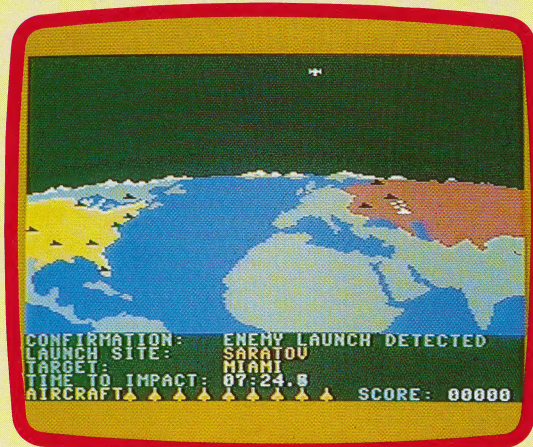 CONFIRMATION: ENEMY LAUNCH DETECTED
LAUNCH SITE: SARATOV
TARGET: MIAMI
TIME TO IMPACT: 07:24.8
AIRCRAFT SCORE: 00000